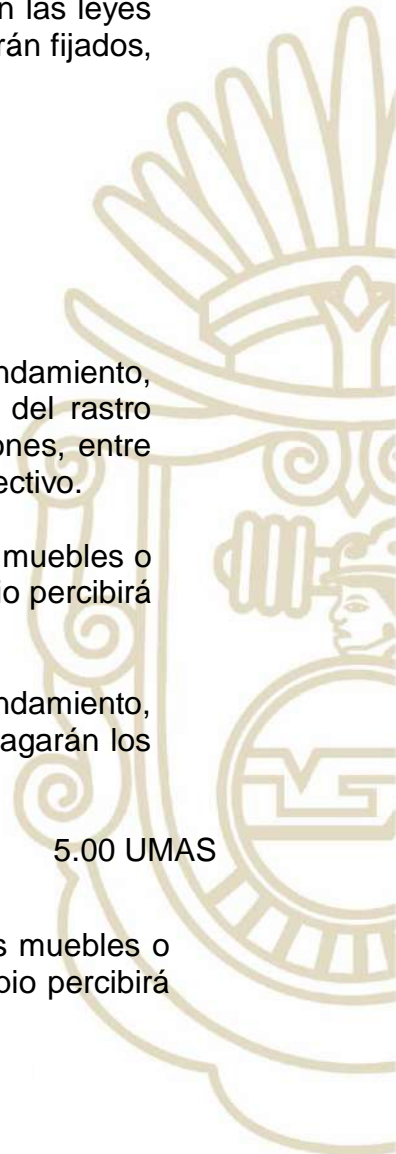 n las leyes
rán fijados,
ndamiento,
del rastro
ones, entre
ectivo.
muebles o
io percibirá
ndamiento,
agarán los
5.00 UMAS
s muebles o
pio percibirá